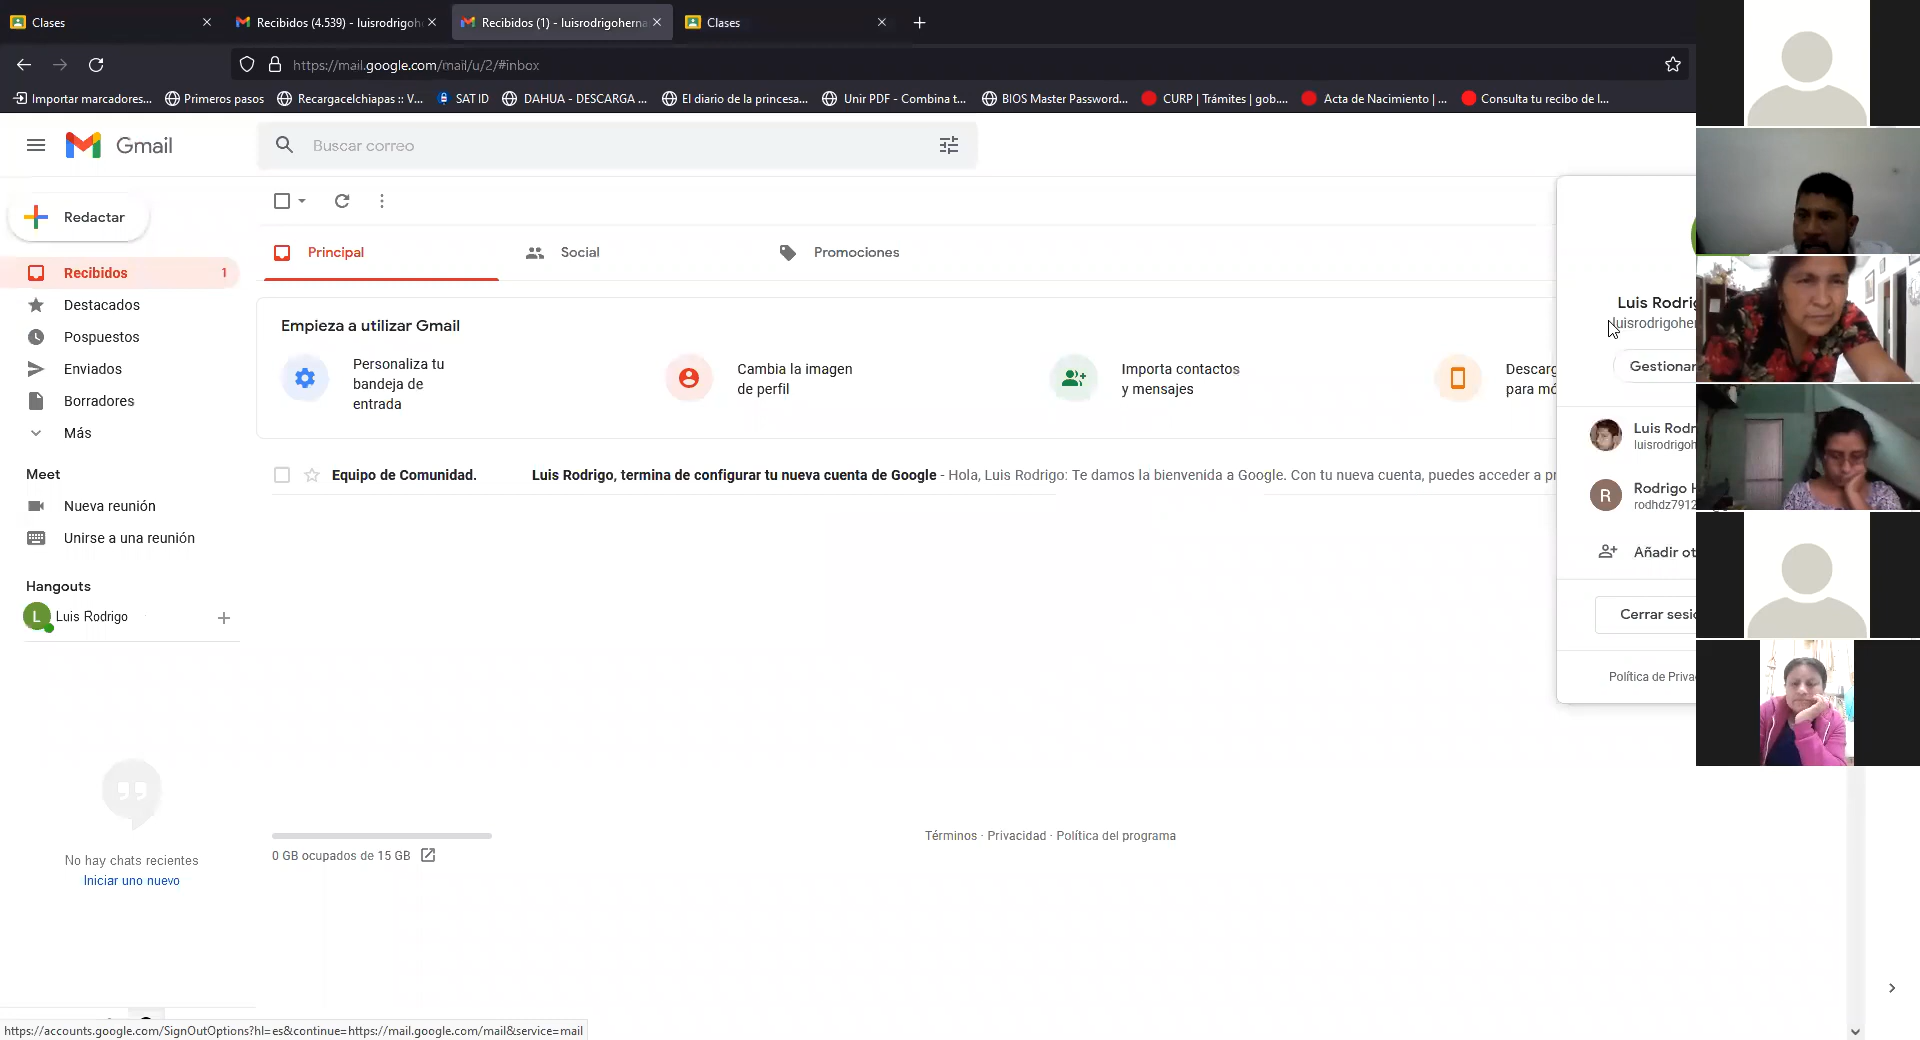 Clases
Recibidos (4.539) - luisrodrigoh
Recibidos (1) - luisrodrigoherna
Clases
https://mail.google.com/mail/u/2/#inbox
Importar marcadores...
Primeros pasos
Recargacelchiapas :: V...
SAT ID
DAHUA - DESCARGA ...
El diario de la princesa...
Unir PDF - Combina t...
BIOS Master Password...
CURP | Trámites | gob....
Acta de Nacimiento | ...
Consulta tu recibo de l...
Gmail
Buscar correo
Redactar
Recibidos 1
Destacados
Pospuestos
Enviados
Borradores
Más
Meet
Nueva reunión
Unirse a una reunión
Hangouts
L Luis Rodrigo
No hay chats recientes
Iniciar uno nuevo
Principal
Social
Promociones
Empieza a utilizar Gmail
Personaliza tu
bandeja de
entrada
Cambia la imagen
de perfil
Importa contactos
y mensajes
Descarg
para mó
Equipo de Comunidad. Luis Rodrigo, termina de configurar tu nueva cuenta de Google - Hola, Luis Rodrigo: Te damos la bienvenida a Google. Con tu nueva cuenta, puedes acceder a pr
0 GB ocupados de 15 GB
Términos · Privacidad · Política del programa
Luis Rodrig
luisrodrigoher
Gestionar
Luis Rodr
luisrodrigoh
R
Rodrigo H
rodhdz7912
Añadir ot
Cerrar sesi
Política de Priva
https://accounts.google.com/SignOutOptions?hl=es&continue=https://mail.google.com/mail&service=mail